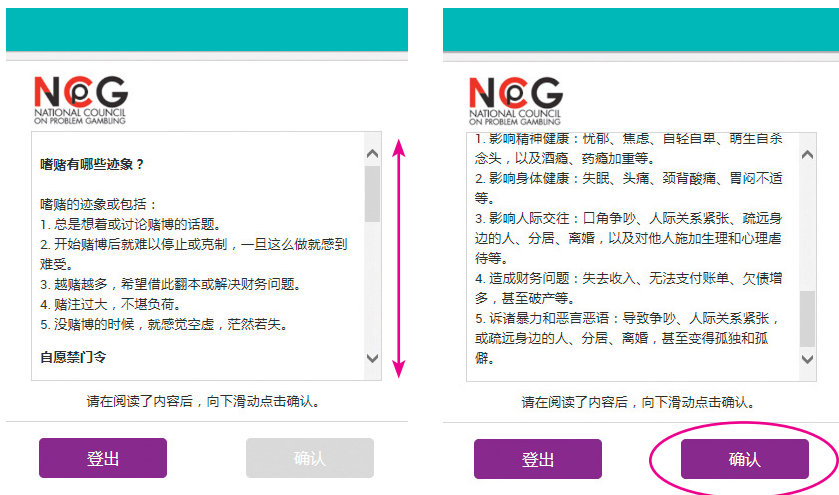 NCPG
NATIONAL COUNCIL
ON PROBLEM GAMBLING
嗜赌有哪些迹象？
嗜赌的迹象或包括：
1. 总是想着或讨论赌博的话题。
2. 开始赌博后就难以停止或克制，一旦这么做就感到
难受。
3. 越赌越多，希望借此翻本或解决财务问题。
4. 赌注过大，不堪负荷。
5. 没赌博的时候，就感觉空虚，茫然若失。
自愿禁门令
请在阅读了内容后，向下滑动点击确认。
登出
确认
NCPG
NATIONAL COUNCIL
ON PROBLEM GAMBLING
1. 影响精神健康：忧郁、焦虑、自轻自卑、萌生自杀
念头，以及酒瘾、药瘾加重等。
2. 影响身体健康：失眠、头痛、颈背酸痛、胃闷不适
等。
3. 影响人际交往：口角争吵、人际关系紧张、疏远身
边的人、分居、离婚，以及对他人施加生理和心理虐
待等。
4. 造成财务问题：失去收入、无法支付账单、欠债增
多，甚至破产等。
5. 诉诸暴力和恶言恶语：导致争吵、人际关系紧张，
或疏远身边的人、分居、离婚，甚至变得孤独和孤
僻。
请在阅读了内容后，向下滑动点击确认。
登出
确认